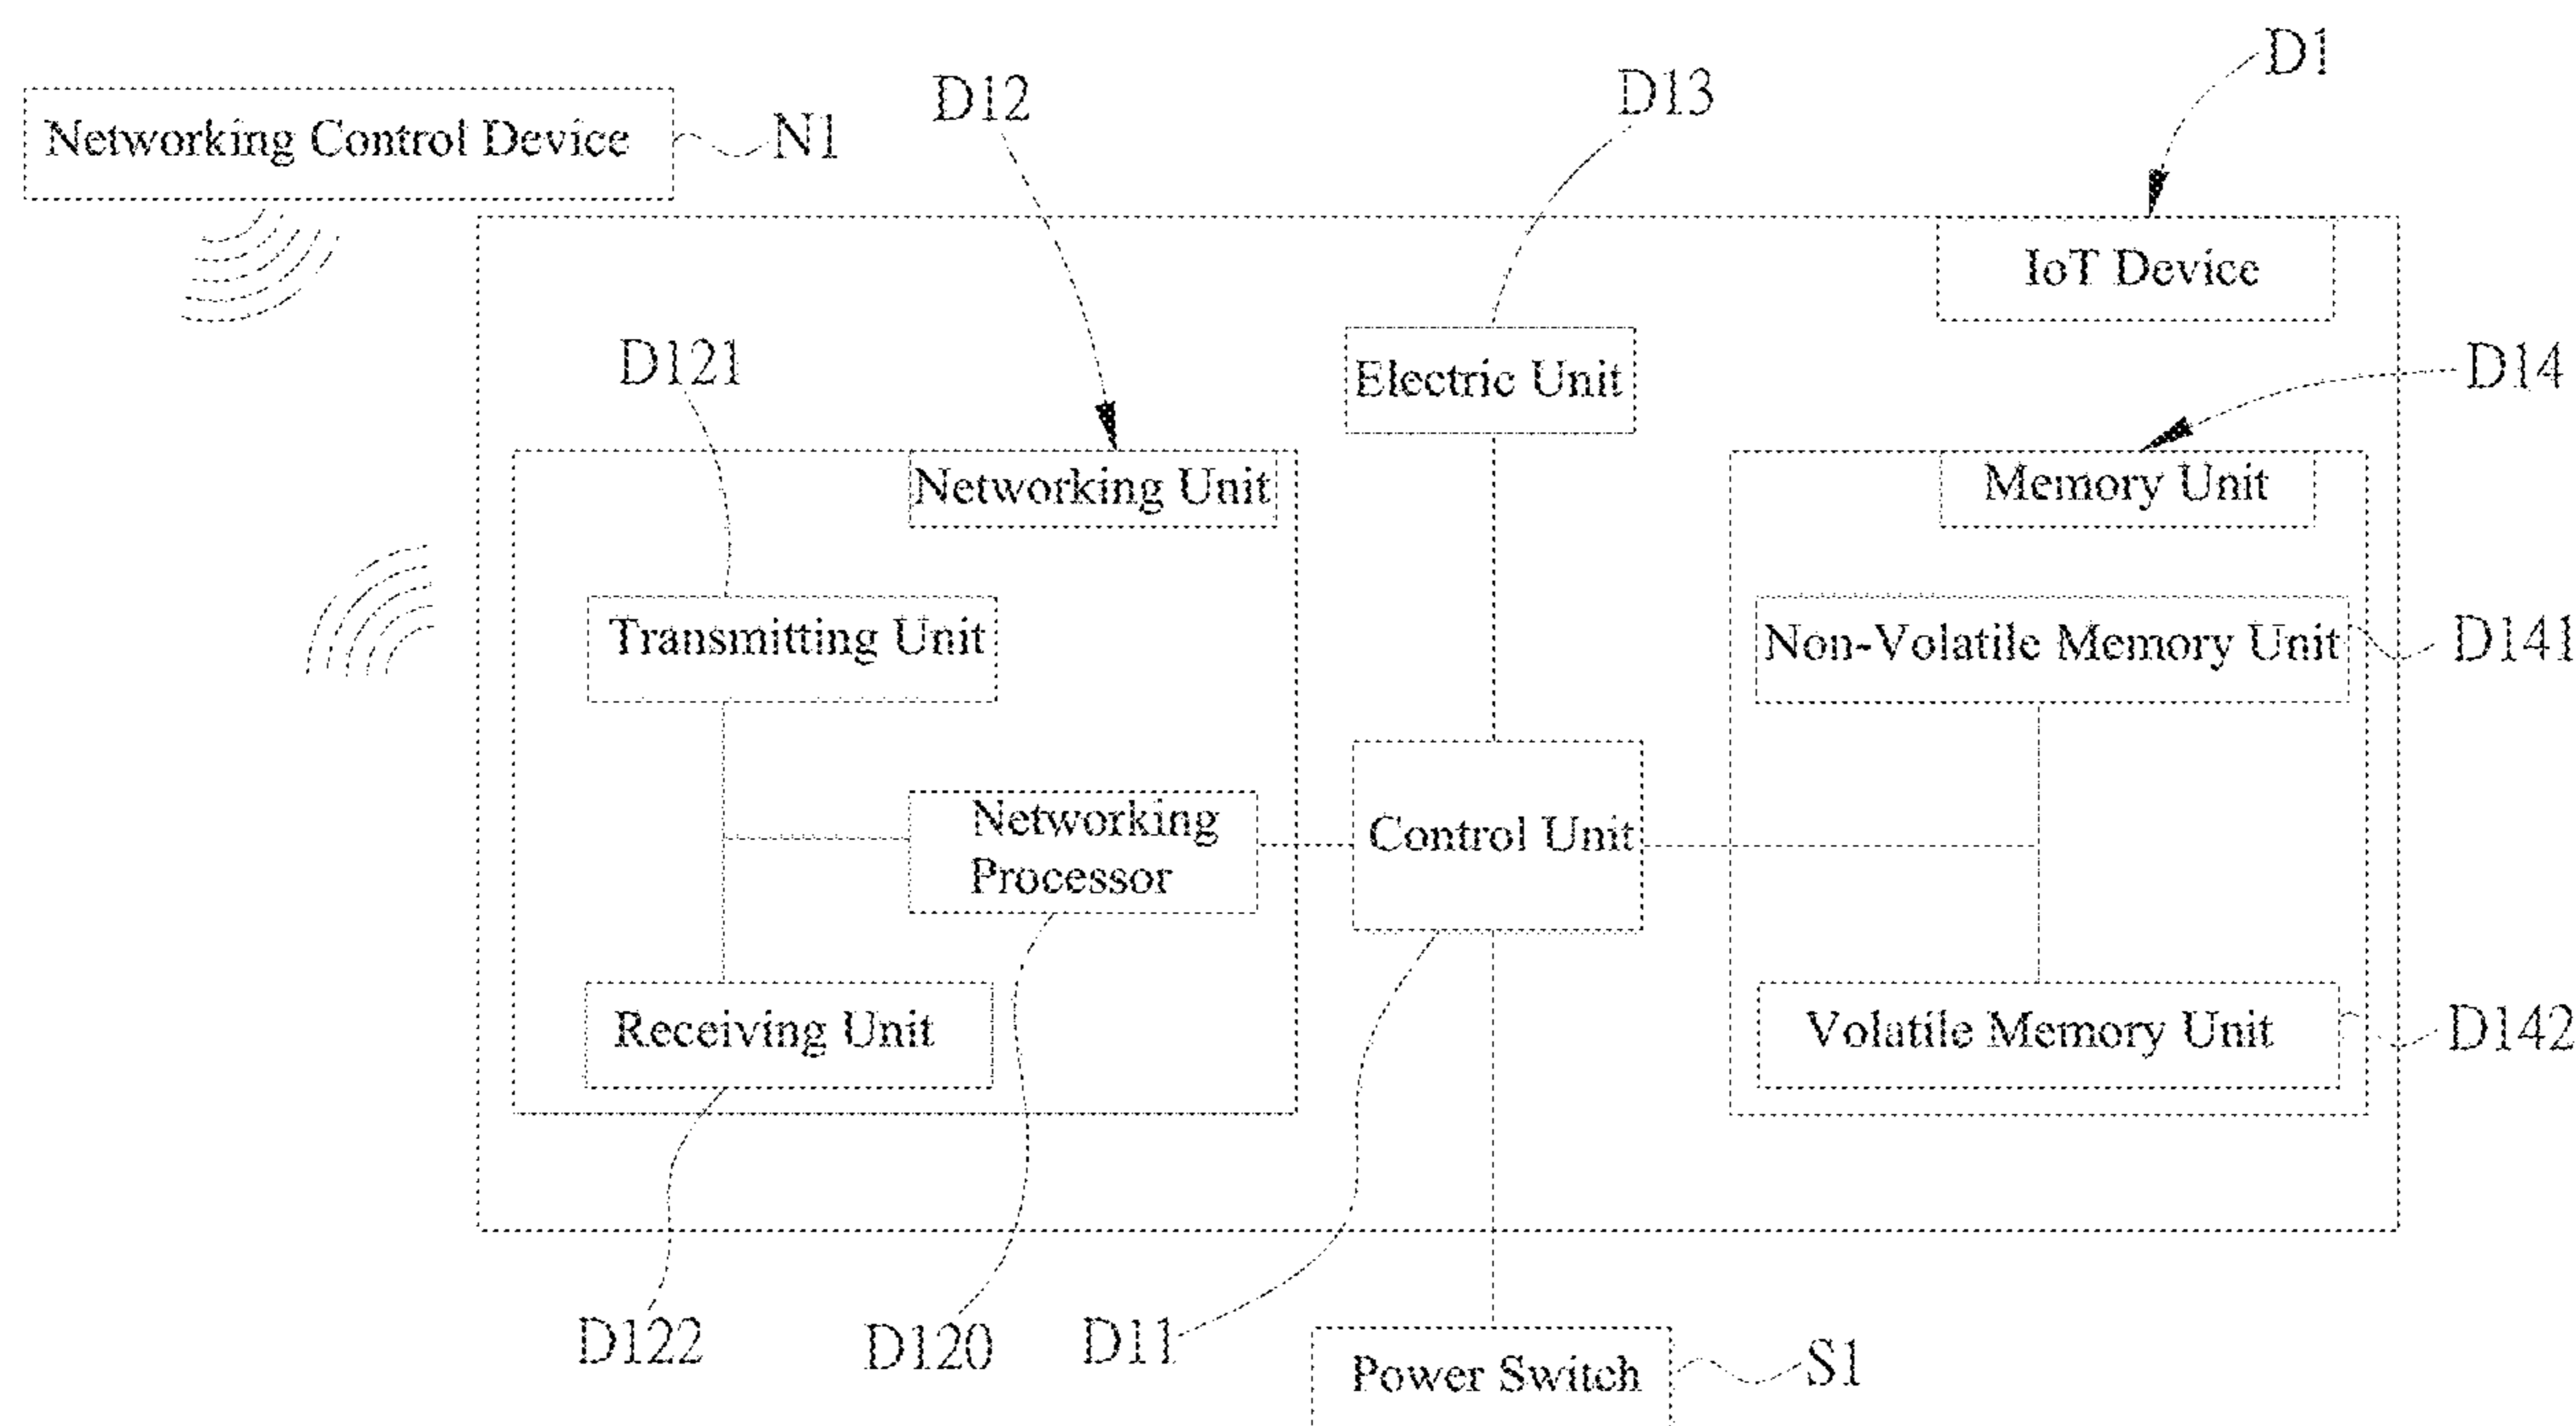 D1
D12
D13
Networking Control Device
N1
IoT Device
D121
Electric Unit
D14
Networking Unit
Memory Unit
Transmitting Unit
Non-Volatile Memory Unit
D141
Networking
Processor
Control Unit
Receiving Unit
Volatile Memory Unit
D142
D122
D120
D11
Power Switch
S1